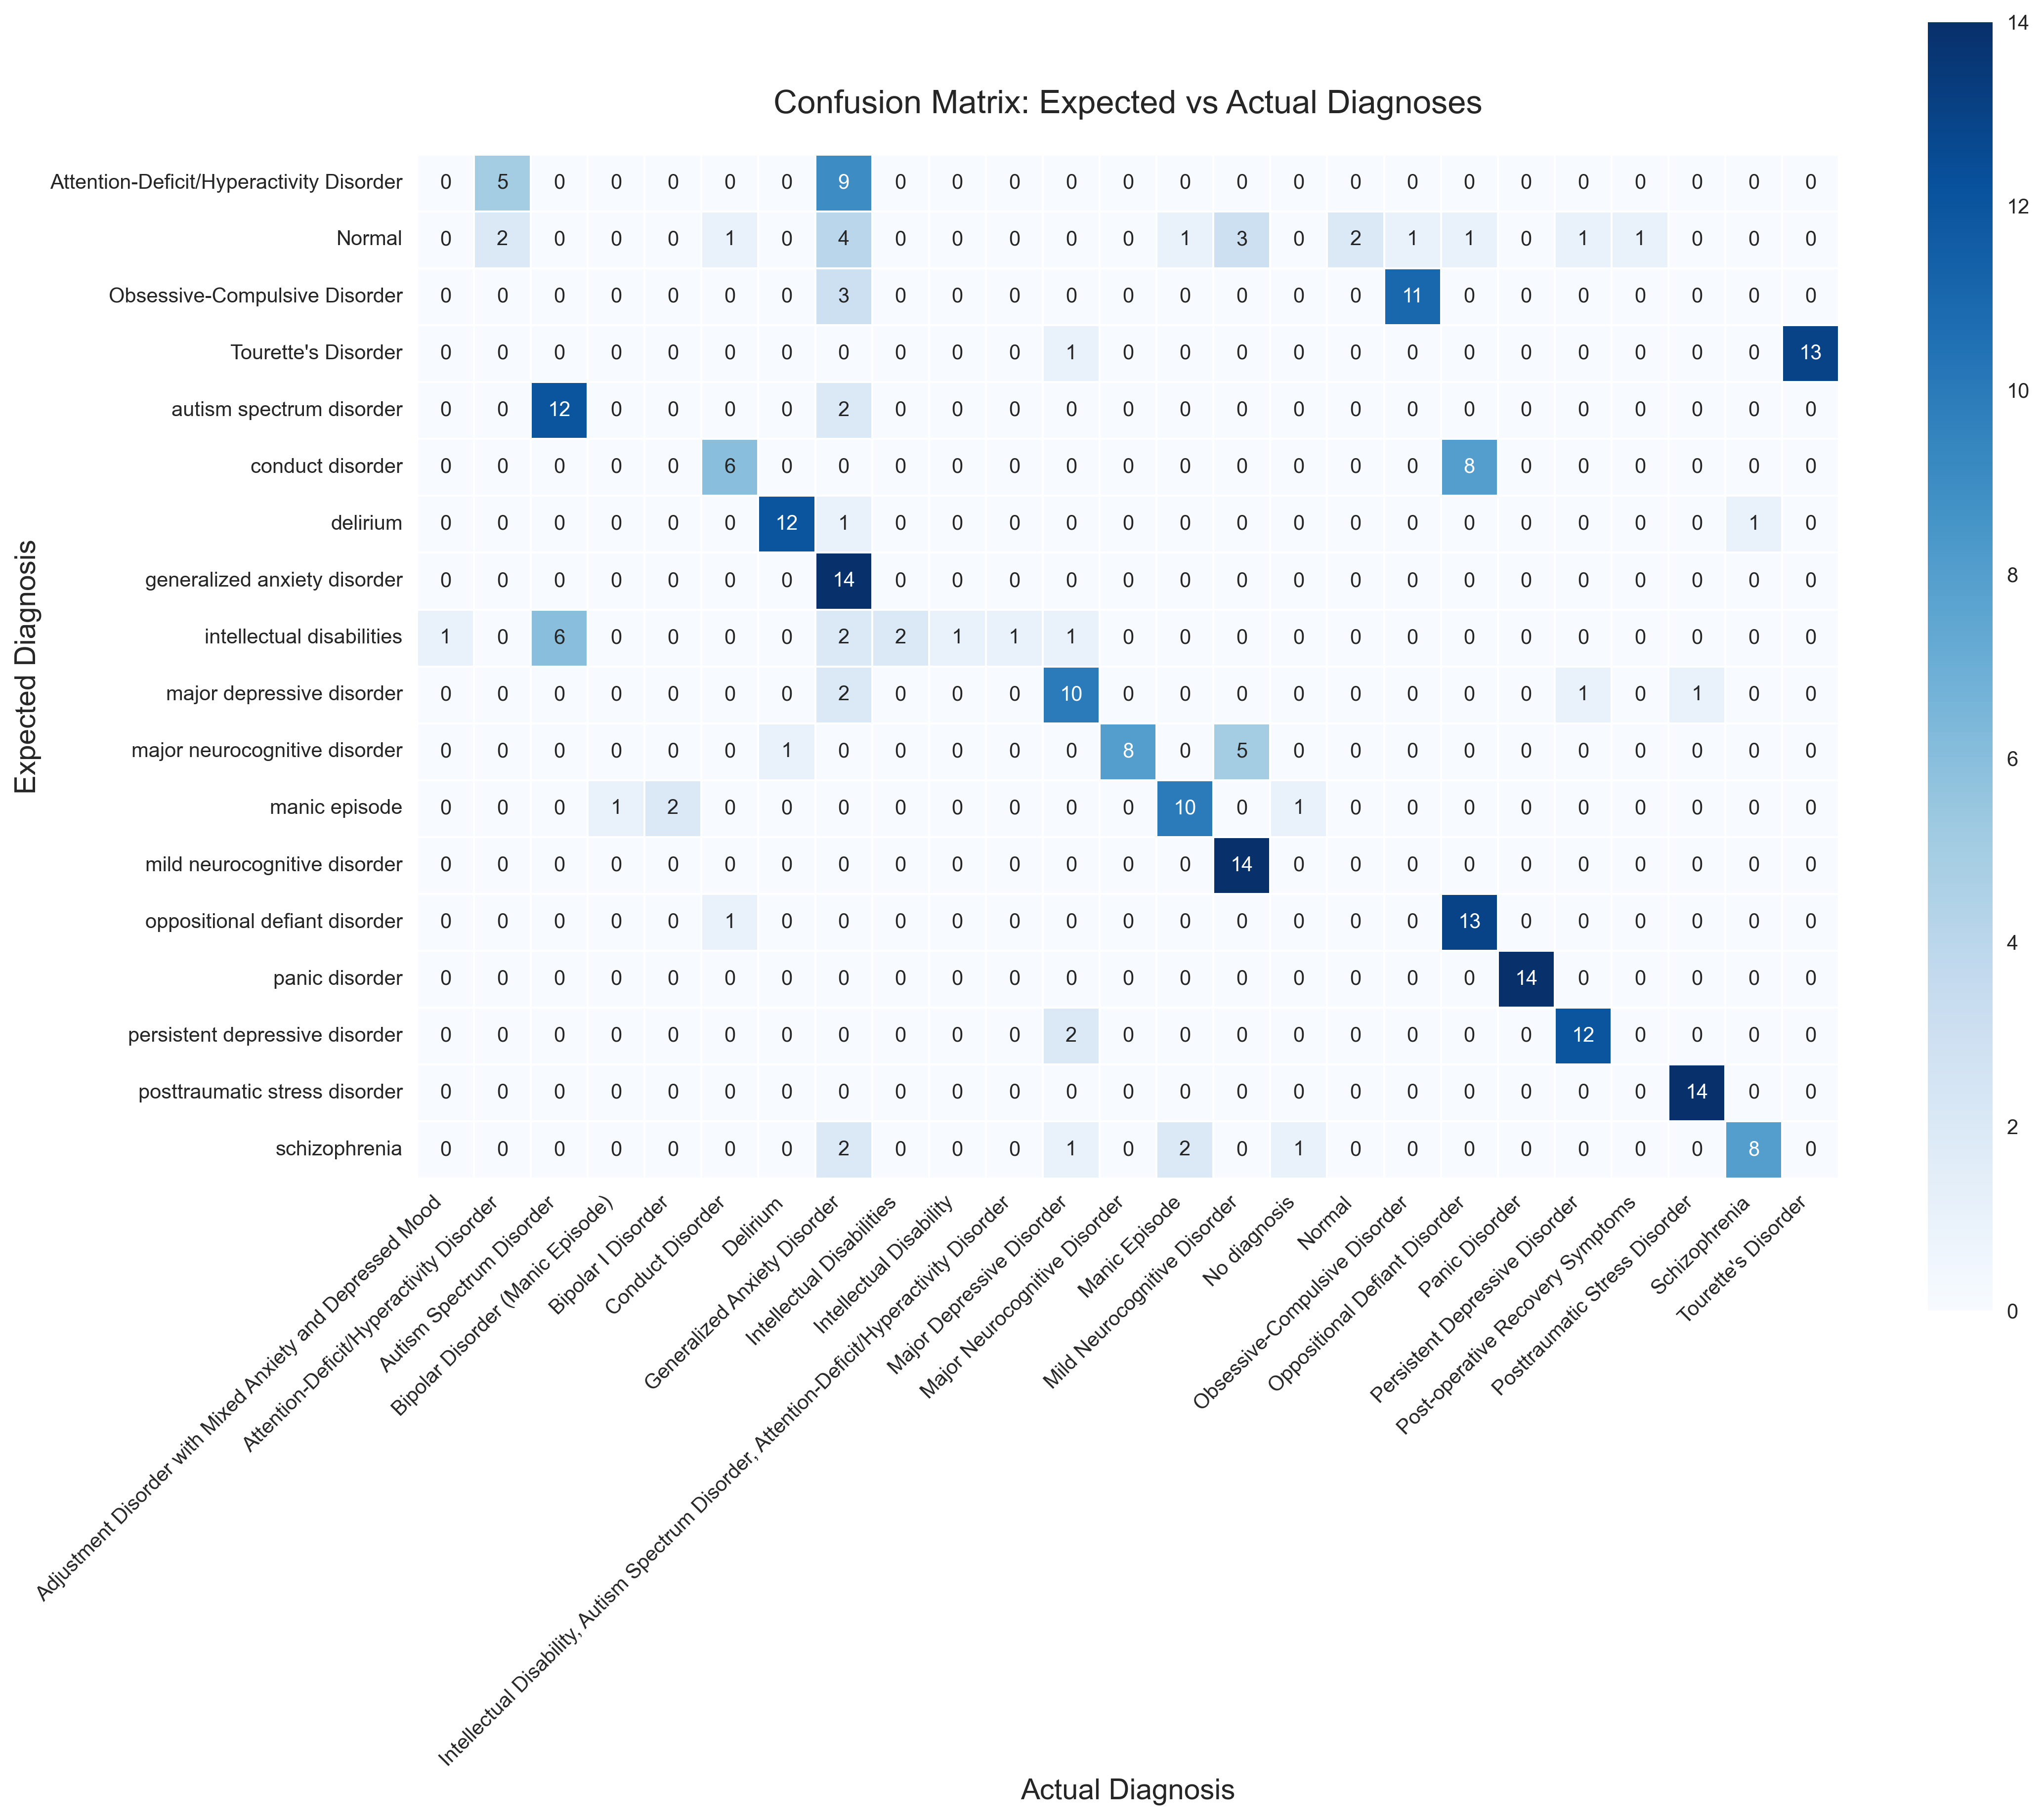 Confusion Matrix: Expected vs Actual Diagnoses
Expected Diagnosis
Attention-Deficit/Hyperactivity Disorder 0 5 0 0 0 0 0 9 0 0 0 0 0 0 0 0 0 0 0 0 0 0 0 0 0
Normal 0 2 0 0 0 1 0 4 0 0 0 0 0 1 3 0 2 1 1 0 1 1 0 0 0
Obsessive-Compulsive Disorder 0 0 0 0 0 0 0 3 0 0 0 0 0 0 0 0 0 11 0 0 0 0 0 0 0
Tourette's Disorder 0 0 0 0 0 0 0 0 0 0 0 1 0 0 0 0 0 0 0 0 0 0 0 0 13
autism spectrum disorder 0 0 12 0 0 0 0 2 0 0 0 0 0 0 0 0 0 0 0 0 0 0 0 0 0
conduct disorder 0 0 0 0 0 6 0 0 0 0 0 0 0 0 0 0 0 0 8 0 0 0 0 0 0
delirium 0 0 0 0 0 0 12 1 0 0 0 0 0 0 0 0 0 0 0 0 0 0 0 1 0
generalized anxiety disorder 0 0 0 0 0 0 0 14 0 0 0 0 0 0 0 0 0 0 0 0 0 0 0 0 0
intellectual disabilities 1 0 6 0 0 0 0 2 2 1 1 1 0 0 0 0 0 0 0 0 0 0 0 0 0
major depressive disorder 0 0 0 0 0 0 0 2 0 0 0 10 0 0 0 0 0 0 0 0 1 0 1 0 0
major neurocognitive disorder 0 0 0 0 0 0 1 0 0 0 0 0 8 0 5 0 0 0 0 0 0 0 0 0 0
manic episode 0 0 0 1 2 0 0 0 0 0 0 0 0 10 0 1 0 0 0 0 0 0 0 0 0
mild neurocognitive disorder 0 0 0 0 0 0 0 0 0 0 0 0 0 0 14 0 0 0 0 0 0 0 0 0 0
oppositional defiant disorder 0 0 0 0 0 1 0 0 0 0 0 0 0 0 0 0 0 0 13 0 0 0 0 0 0
panic disorder 0 0 0 0 0 0 0 0 0 0 0 0 0 0 0 0 0 0 0 14 0 0 0 0 0
persistent depressive disorder 0 0 0 0 0 0 0 0 0 0 0 2 0 0 0 0 0 0 0 0 12 0 0 0 0
posttraumatic stress disorder 0 0 0 0 0 0 0 0 0 0 0 0 0 0 0 0 0 0 0 0 0 0 14 0 0
schizophrenia 0 0 0 0 0 0 0 2 0 0 0 1 0 2 0 1 0 0 0 0 0 0 0 8 0
Adjustment Disorder with Mixed Anxiety and Depressed Mood
Attention-Deficit/Hyperactivity Disorder
Autism Spectrum Disorder
Bipolar Disorder (Manic Episode)
Bipolar I Disorder
Conduct Disorder
Delirium
Generalized Anxiety Disorder
Intellectual Disabilities
Intellectual Disability
Intellectual Disability, Autism Spectrum Disorder, Attention-Deficit/Hyperactivity Disorder
Major Depressive Disorder
Major Neurocognitive Disorder
Manic Episode
Mild Neurocognitive Disorder
No diagnosis
Normal
Obsessive-Compulsive Disorder
Oppositional Defiant Disorder
Panic Disorder
Persistent Depressive Disorder
Post-operative Recovery Symptoms
Posttraumatic Stress Disorder
Schizophrenia
Tourette's Disorder
Actual Diagnosis
14
12
10
8
6
4
2
0